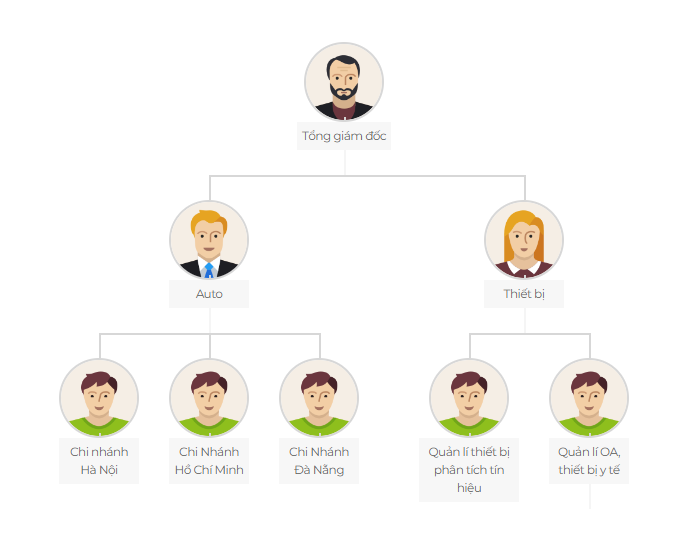 Tổng giám đốc
Auto
Thiết bị
Chi nhánh
Hà Nội
Chi Nhánh
Hồ Chí Minh
Chi Nhánh
Đà Nẵng
Quản lí thiết bị
phân tích tín
hiệu
Quản lí OA,
thiết bị y tế